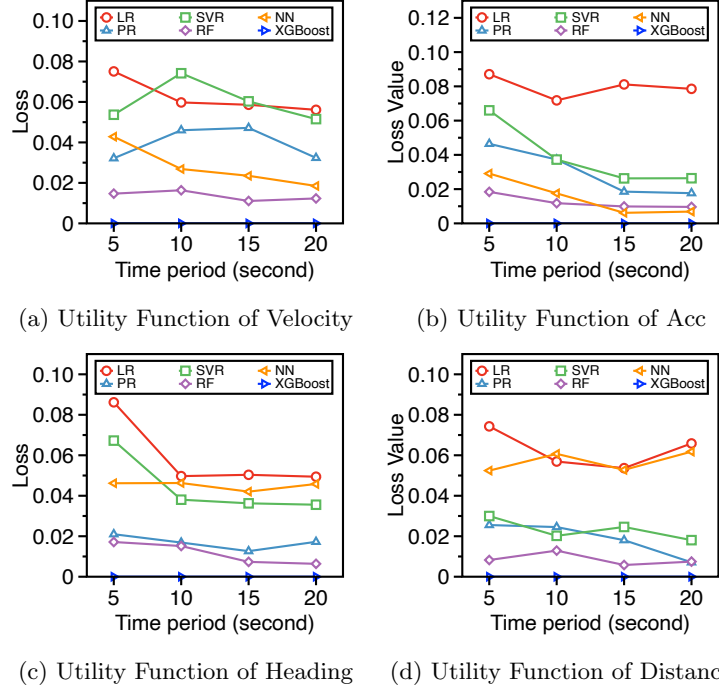 LR SVR NN
PR RF XGBoost
0.10
0.08
0.06
0.04
0.02
0
Loss
5 10 15 20
Time period (second)
(a) Utility Function of Velocity
LR SVR NN
PR RF XGBoost
0.12
0.10
0.08
0.06
0.04
0.02
0
Loss Value
5 10 15 20
Time period (second)
(b) Utility Function of Acc
LR SVR NN
PR RF XGBoost
0.10
0.08
0.06
0.04
0.02
0
Loss
5 10 15 20
Time period (second)
(c) Utility Function of Heading
LR SVR NN
PR RF XGBoost
0.10
0.08
0.06
0.04
0.02
0
Loss Value
5 10 15 20
Time period (second)
(d) Utility Function of Distanc